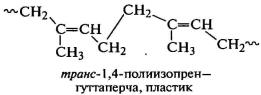 CH₂ C=CH CH₂ C=CH
CH₃ CH₂ CH₃ CH₂
транс-1,4-полиизопрен—
гуттаперча, пластик